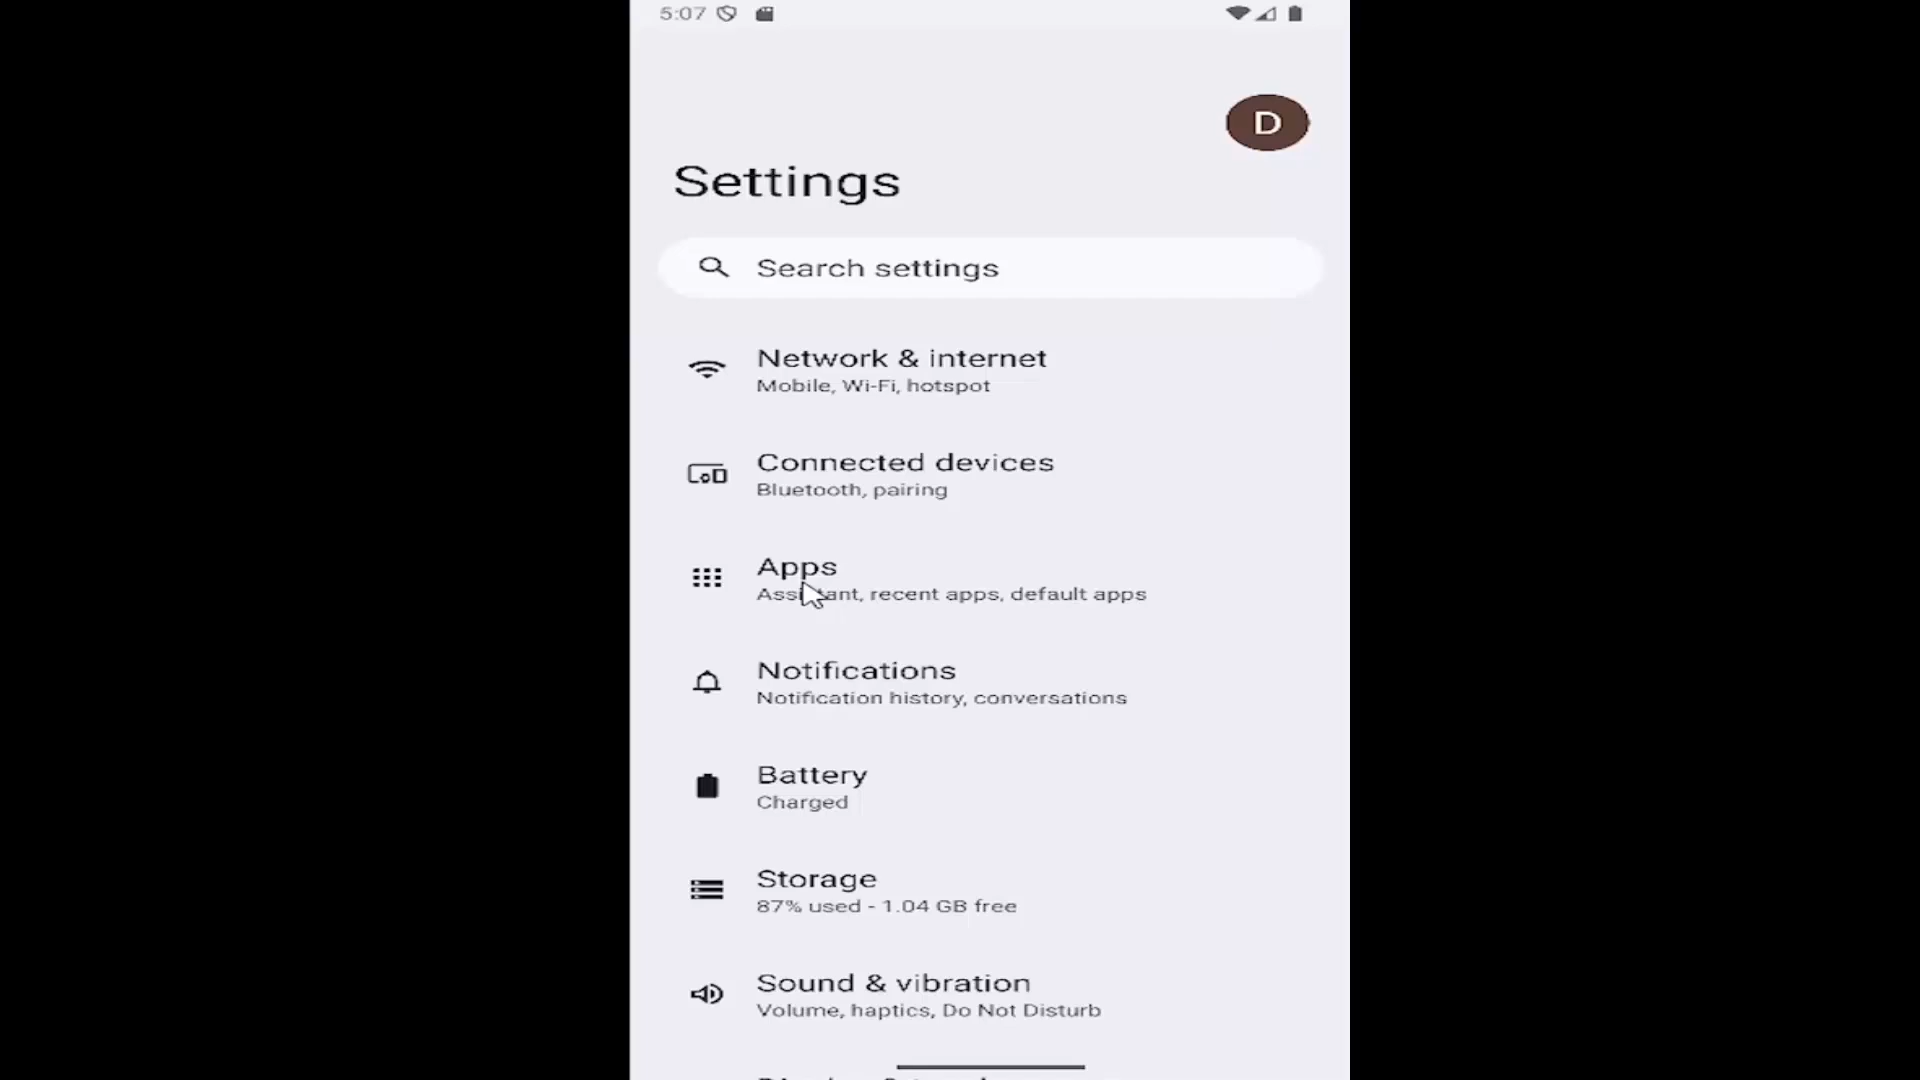 5:07
D
Settings
Search settings
Network & internet
Mobile, Wi-Fi, hotspot
Connected devices
Bluetooth, pairing
Apps
Assistant, recent apps, default apps
Notifications
Notification history, conversations
Battery
Charged
Storage
87% used - 1.04 GB free
Sound & vibration
Volume, haptics, Do Not Disturb